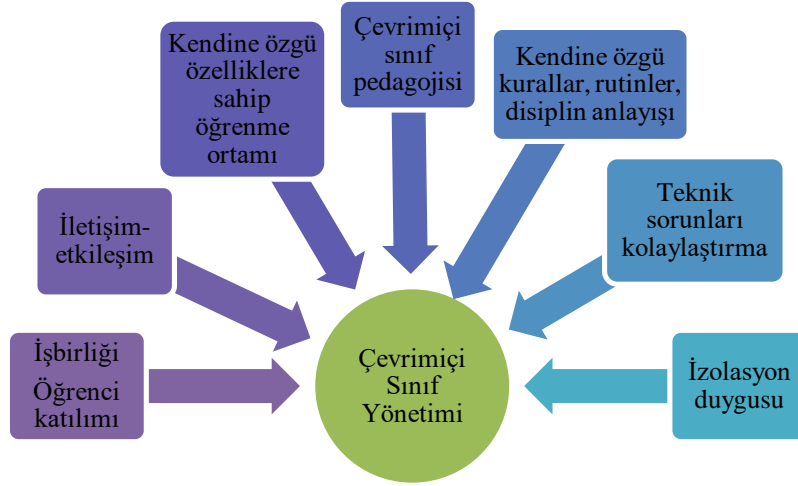 İşbirliği
Öğrenci
katılımı
İletişim-
etkileşim
Kendine özgü
özelliklere
sahip
öğrenme
ortamı
Çevrimiçi
sınıf
pedagojisi
Kendine özgü
kurallar, rutinler,
disiplin anlayışı
Teknik
sorunları
kolaylaştırma
İzolasyon
duygusu
Çevrimiçi
Sınıf
Yönetimi